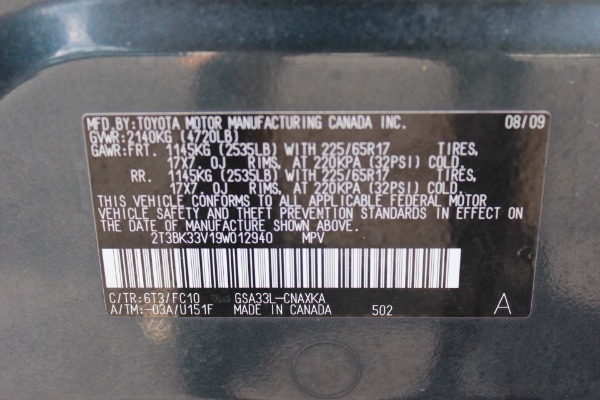 MFD.BY:TOYOTA MOTOR MANUFACTURING CANADA INC. 08/09
GVWR:2140KG (4720LB)
GAWR:FRT. 1145KG (2535LB) WITH 225/65R17 TIRES,
17X7 0J RIMS, AT 220KPA (32PSI) COLD.
RR. 1145KG (2535LB) WITH 225/65R17 TIRES,
17X7 0J RIMS, AT 220KPA (32PSI) COLD.
THIS VEHICLE CONFORMS TO ALL APPLICABLE FEDERAL MOTOR
VEHICLE SAFETY AND THEFT PREVENTION STANDARDS IN EFFECT ON
THE DATE OF MANUFACTURE SHOWN ABOVE.
2T3BK33V19W012940 MPV
C/TR:6T3/FC10 GSA33L-CNAXKA
A/TM:-03A/U151F MADE IN CANADA 502 A